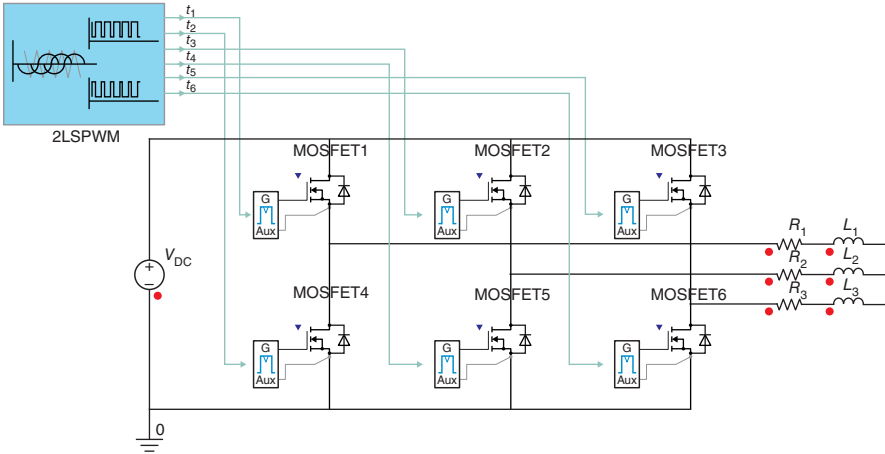 t1
t2
t3
t4
t5
t6
2LSPWM
MOSFET1
MOSFET2
MOSFET3
G
Aux
G
Aux
G
Aux
VDC
+
−
R1
L1
R2
L2
R3
L3
MOSFET4
MOSFET5
MOSFET6
G
Aux
G
Aux
G
Aux
0